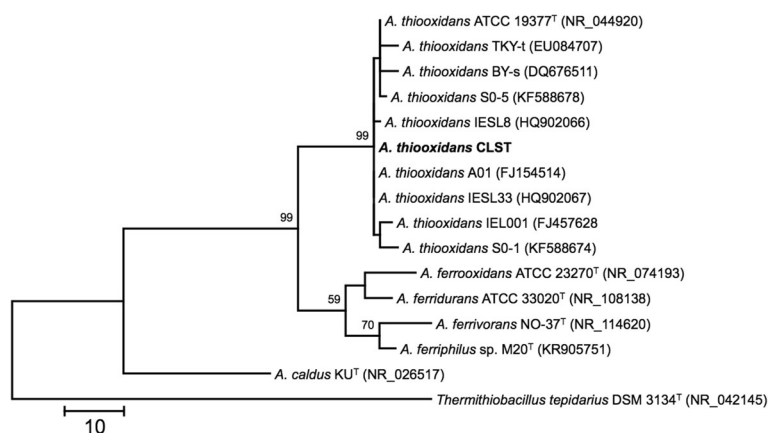 A. thiooxidans ATCC 19377ᵀ (NR_044920)
A. thiooxidans TKY-t (EU084707)
A. thiooxidans BY-s (DQ676511)
A. thiooxidans S0-5 (KF588678)
A. thiooxidans IESL8 (HQ902066)
99
A. thiooxidans CLST
A. thiooxidans A01 (FJ154514)
A. thiooxidans IESL33 (HQ902067)
99
A. thiooxidans IEL001 (FJ457628
A. thiooxidans S0-1 (KF588674)
A. ferrooxidans ATCC 23270ᵀ (NR_074193)
59
A. ferridurans ATCC 33020ᵀ (NR_108138)
70
A. ferrivorans NO-37ᵀ (NR_114620)
A. ferriphilus sp. M20ᵀ (KR905751)
A. caldus KUᵀ (NR_026517)
Thermithiobacillus tepidarius DSM 3134ᵀ (NR_042145)
10